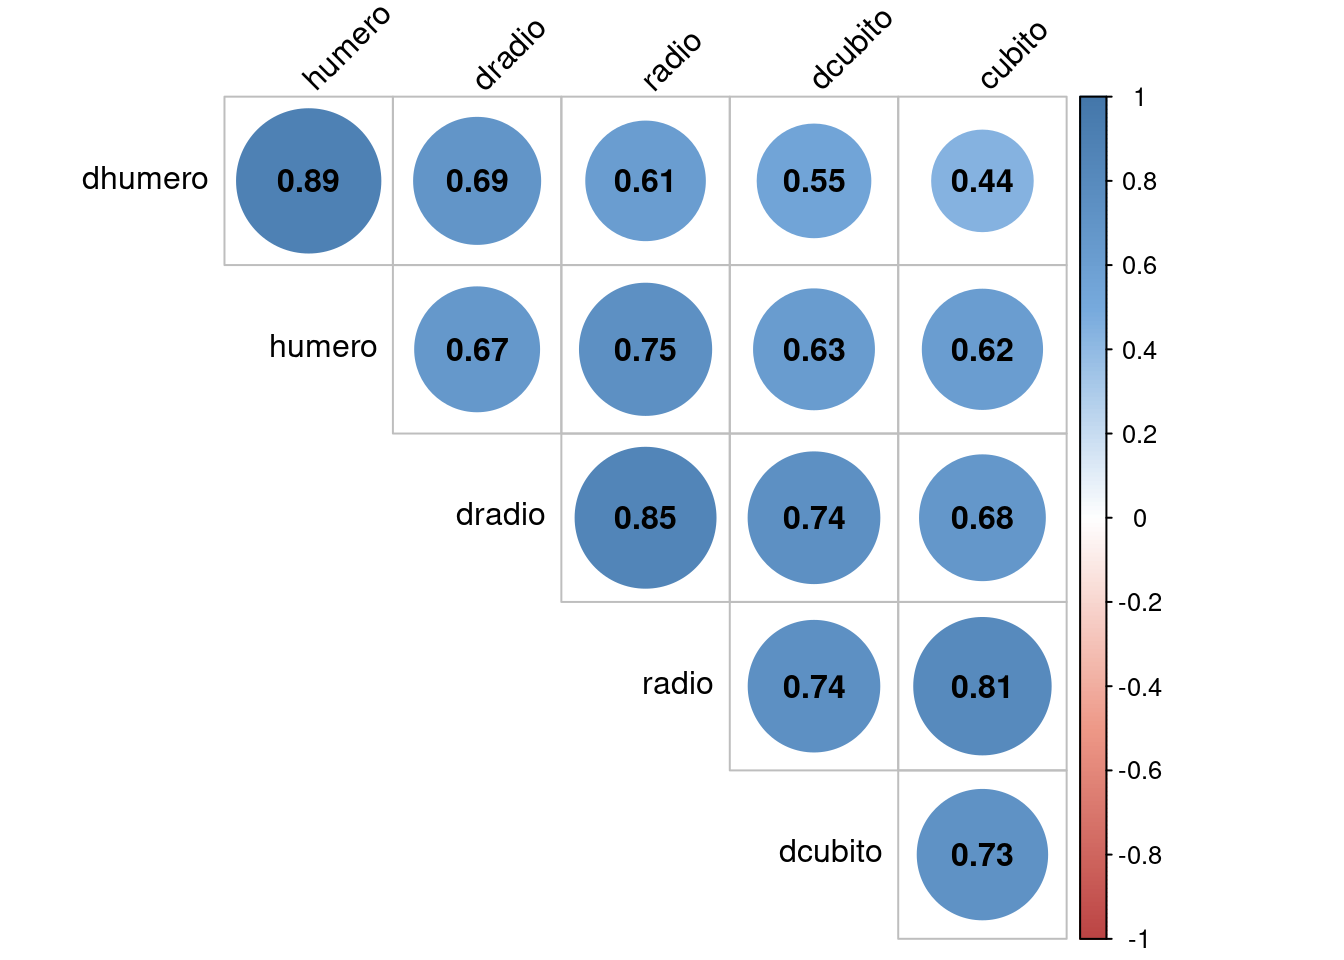 humero dradio radio dcubito cubito
dhumero 0.89 0.69 0.61 0.55 0.44
humero 0.67 0.75 0.63 0.62
dradio 0.85 0.74 0.68
radio 0.74 0.81
dcubito 0.73
1
0.8
0.6
0.4
0.2
0
-0.2
-0.4
-0.6
-0.8
-1